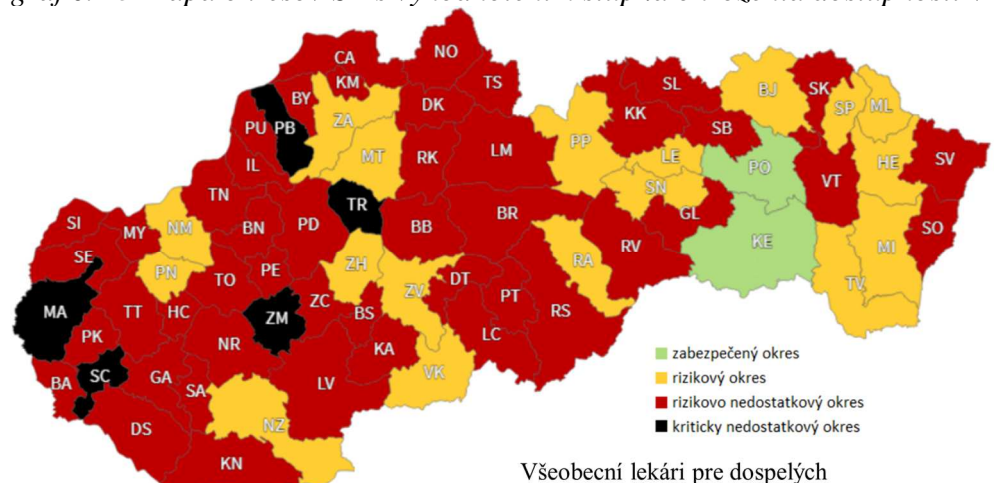 CA
NO
KM
TS
BY
DK
SL
BJ
SK
SP
ML
PU
PB
ZA
KK
SB
PP
MT
LE
HE
IL
RK
LM
PO
SV
VT
SN
TN
TR
SI
MY
NM
BN
PD
BB
BR
GL
SO
SE
RV
KE
MI
PN
TO
PE
ZH
RA
ZV
DT
TV
MA
TT
HC
ZM
ZC
BS
PT
RS
PK
NR
KA
LC
BA
SC
GA
SA
LV
VK
DS
NZ
KN
zabezpečený okres
rizikový okres
rizikovo nedostatkový okres
kriticky nedostatkový okres
Všeobecní lekári pre dospelých